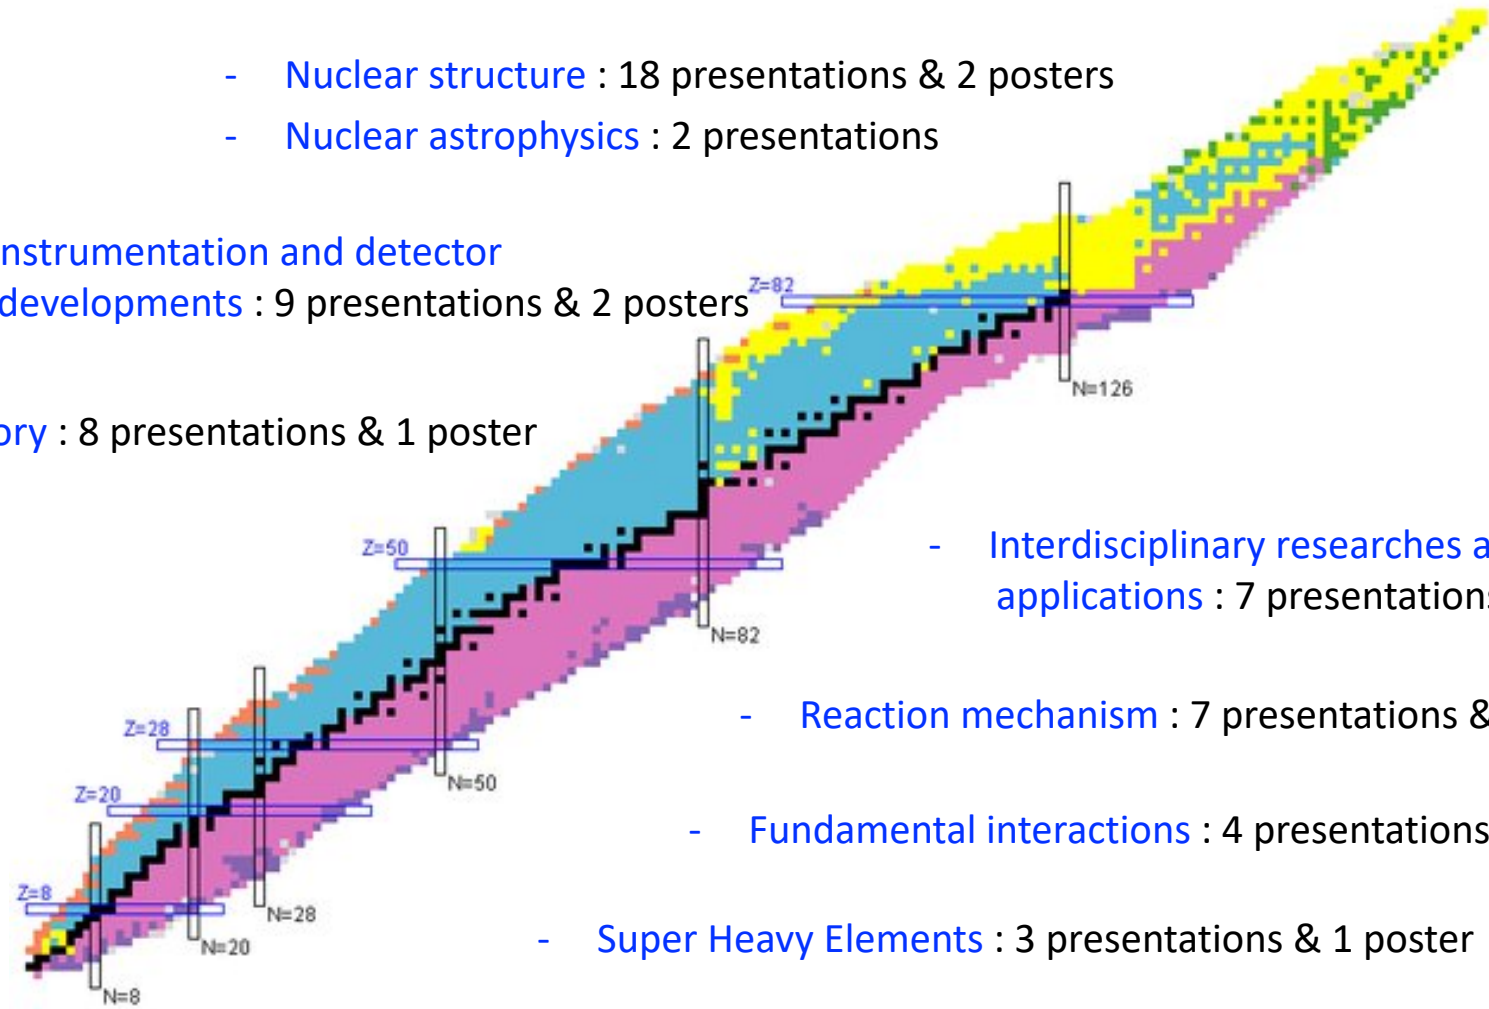 - Nuclear structure : 18 presentations & 2 posters
- Nuclear astrophysics : 2 presentations
nstrumentation and detector
developments : 9 presentations & 2 posters
Z=82
N=126
ory : 8 presentations & 1 poster
Z=50
- Interdisciplinary researches a
applications : 7 presentations
N=82
- Reaction mechanism : 7 presentations &
Z=28
N=50
Z=20
- Fundamental interactions : 4 presentations
Z=8
N=28
- Super Heavy Elements : 3 presentations & 1 poster
N=20
N=8